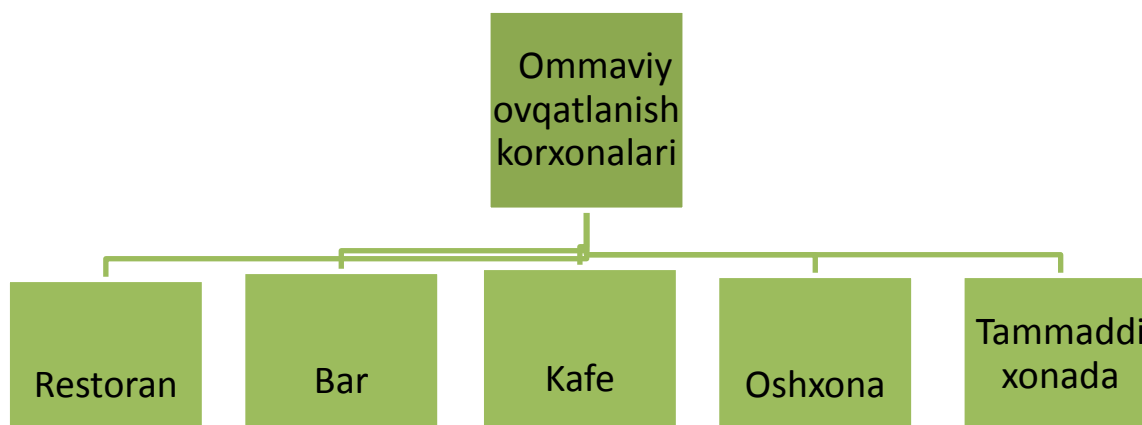 Ommaviy
ovqatlanish
korxonalari
Restoran
Bar
Kafe
Oshxona
Tammaddi
xonada